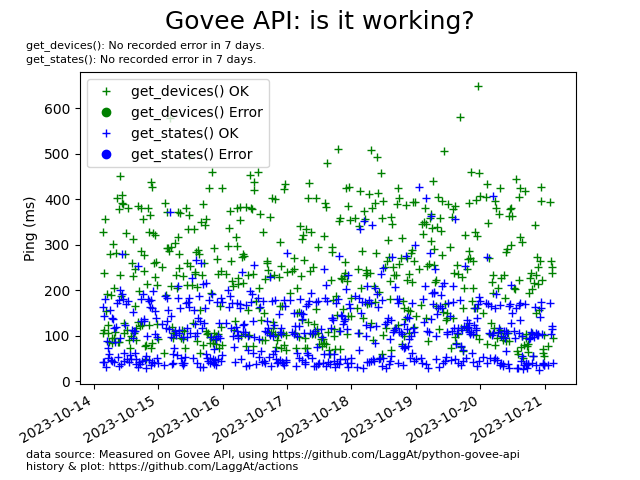 Govee API: is it working?
get_devices(): No recorded error in 7 days.
get_states(): No recorded error in 7 days.
get_devices() OK
get_devices() Error
get_states() OK
get_states() Error
Ping (ms)
600
500
400
300
200
100
0
2023-10-14
2023-10-15
2023-10-16
2023-10-17
2023-10-18
2023-10-19
2023-10-20
2023-10-21
data source: Measured on Govee API, using https://github.com/LaggAt/python-govee-api
history & plot: https://github.com/LaggAt/actions